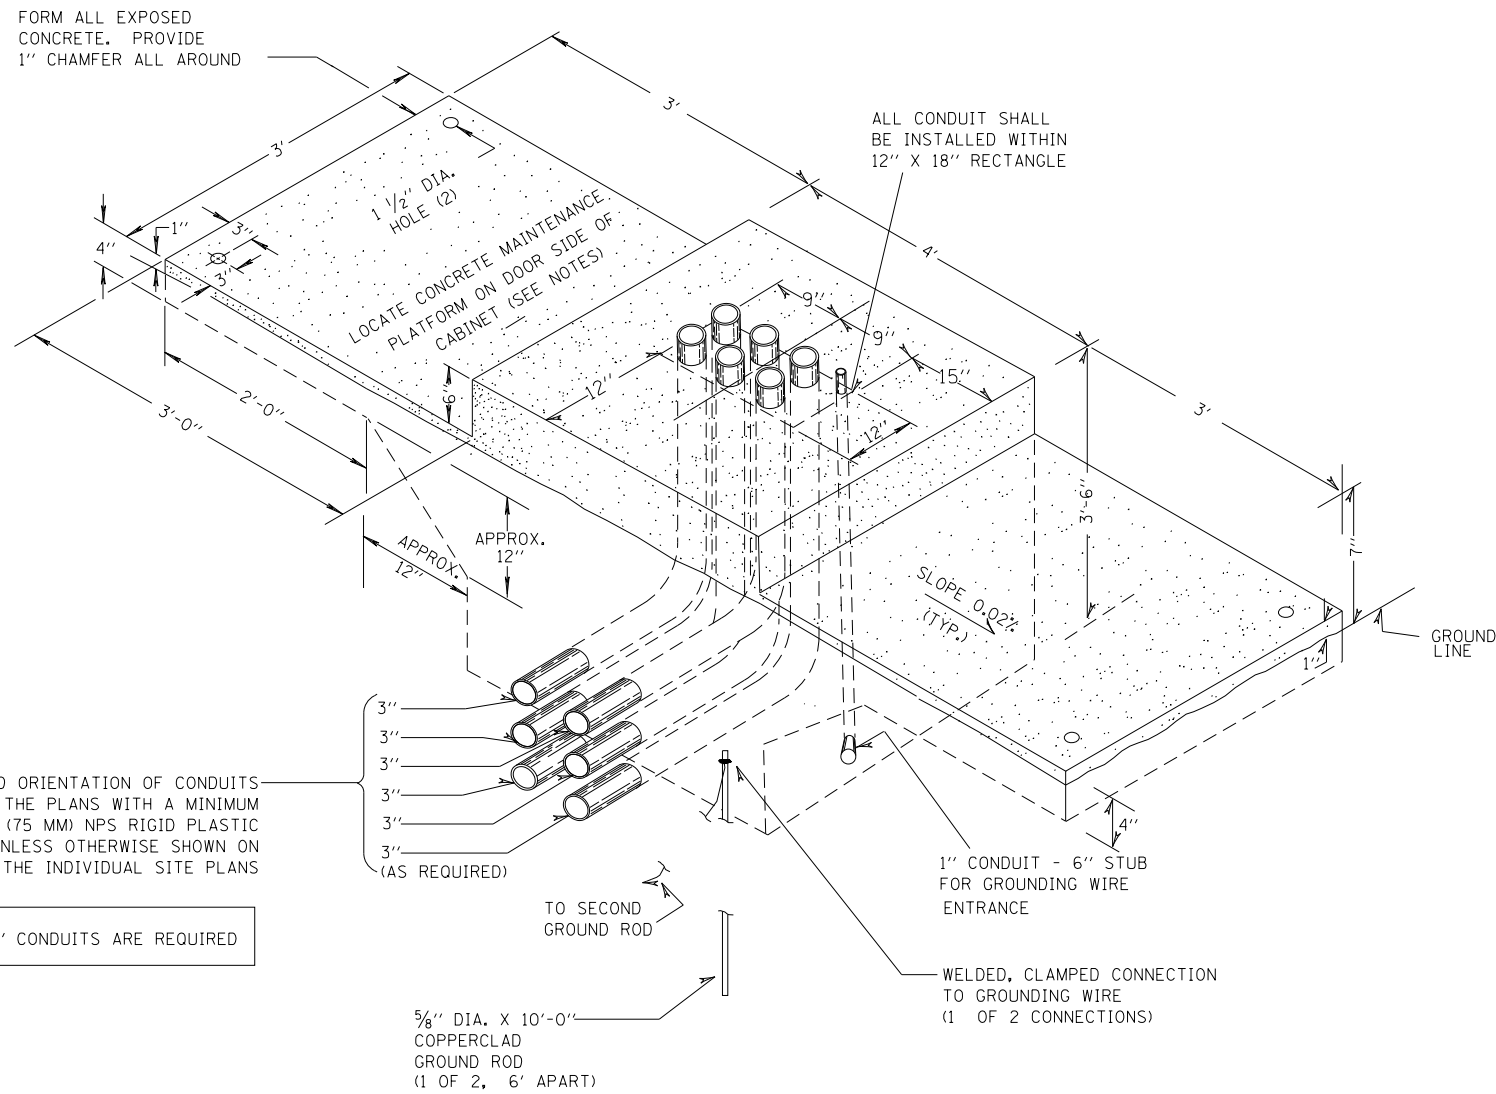 FORM ALL EXPOSED
CONCRETE. PROVIDE
1" CHAMFER ALL AROUND
3'
3'
ALL CONDUIT SHALL
BE INSTALLED WITHIN
12" X 18" RECTANGLE
1 1/2" DIA.
HOLE (2)
LOCATE CONCRETE MAINTENANCE
PLATFORM ON DOOR SIDE OF
CABINET (SEE NOTES)
1"
4"
3"
3"
4'
9"
9"
15"
12"
12"
6"
2'-0"
3'-0"
3'
3'-6"
7"
APPROX.
12"
APPROX.
12"
SLOPE 0.02%
(TYP.)
1"
GROUND
LINE
4"
3"
3"
3"
3"
3"
3"
(AS REQUIRED)
ORIENTATION OF CONDUITS
THE PLANS WITH A MINIMUM
(75 MM) NPS RIGID PLASTIC
NLESS OTHERWISE SHOWN ON
THE INDIVIDUAL SITE PLANS
CONDUITS ARE REQUIRED
1" CONDUIT - 6" STUB
FOR GROUNDING WIRE
ENTRANCE
TO SECOND
GROUND ROD
WELDED, CLAMPED CONNECTION
TO GROUNDING WIRE
(1 OF 2 CONNECTIONS)
5/8" DIA. X 10'-0"
COPPERCLAD
GROUND ROD
(1 OF 2, 6' APART)